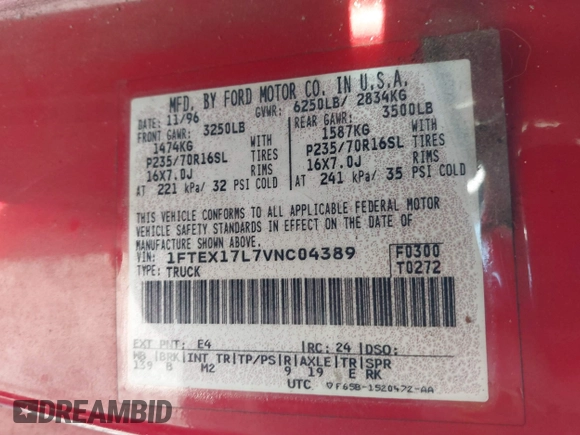 MFD. BY FORD MOTOR CO. IN U.S.A.
DATE: 11/96 GVWR: 6250LB/ 2834KG
FRONT GAWR: 3250LB REAR GAWR: 3500LB
1474KG WITH 1587KG WITH
P235/70R16SL TIRES P235/70R16SL TIRES
16X7.0J RIMS 16X7.0J RIMS
AT 221 kPa/ 32 PSI COLD AT 241 kPa/ 35 PSI COLD
THIS VEHICLE CONFORMS TO ALL APPLICABLE FEDERAL MOTOR
VEHICLE SAFETY STANDARDS IN EFFECT ON THE DATE OF
MANUFACTURE SHOWN ABOVE.
VIN: 1FTEX17L7VNC04389 F0300
TYPE: TRUCK T0272
EXT PNT: E4 RC: 24 DSO:
WB BRK INT TR TP/PS R AXLE TR SPR
139 B M2 9 19 E RK
UTC F65B-1520472-AA
DREAMBID
DREAMBID